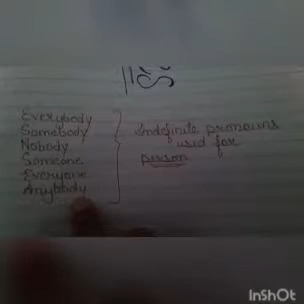 Everybody
Somebody
Nobody
Someone
Everyone
Anybody
Indefinite pronouns
used for
person
InShOt